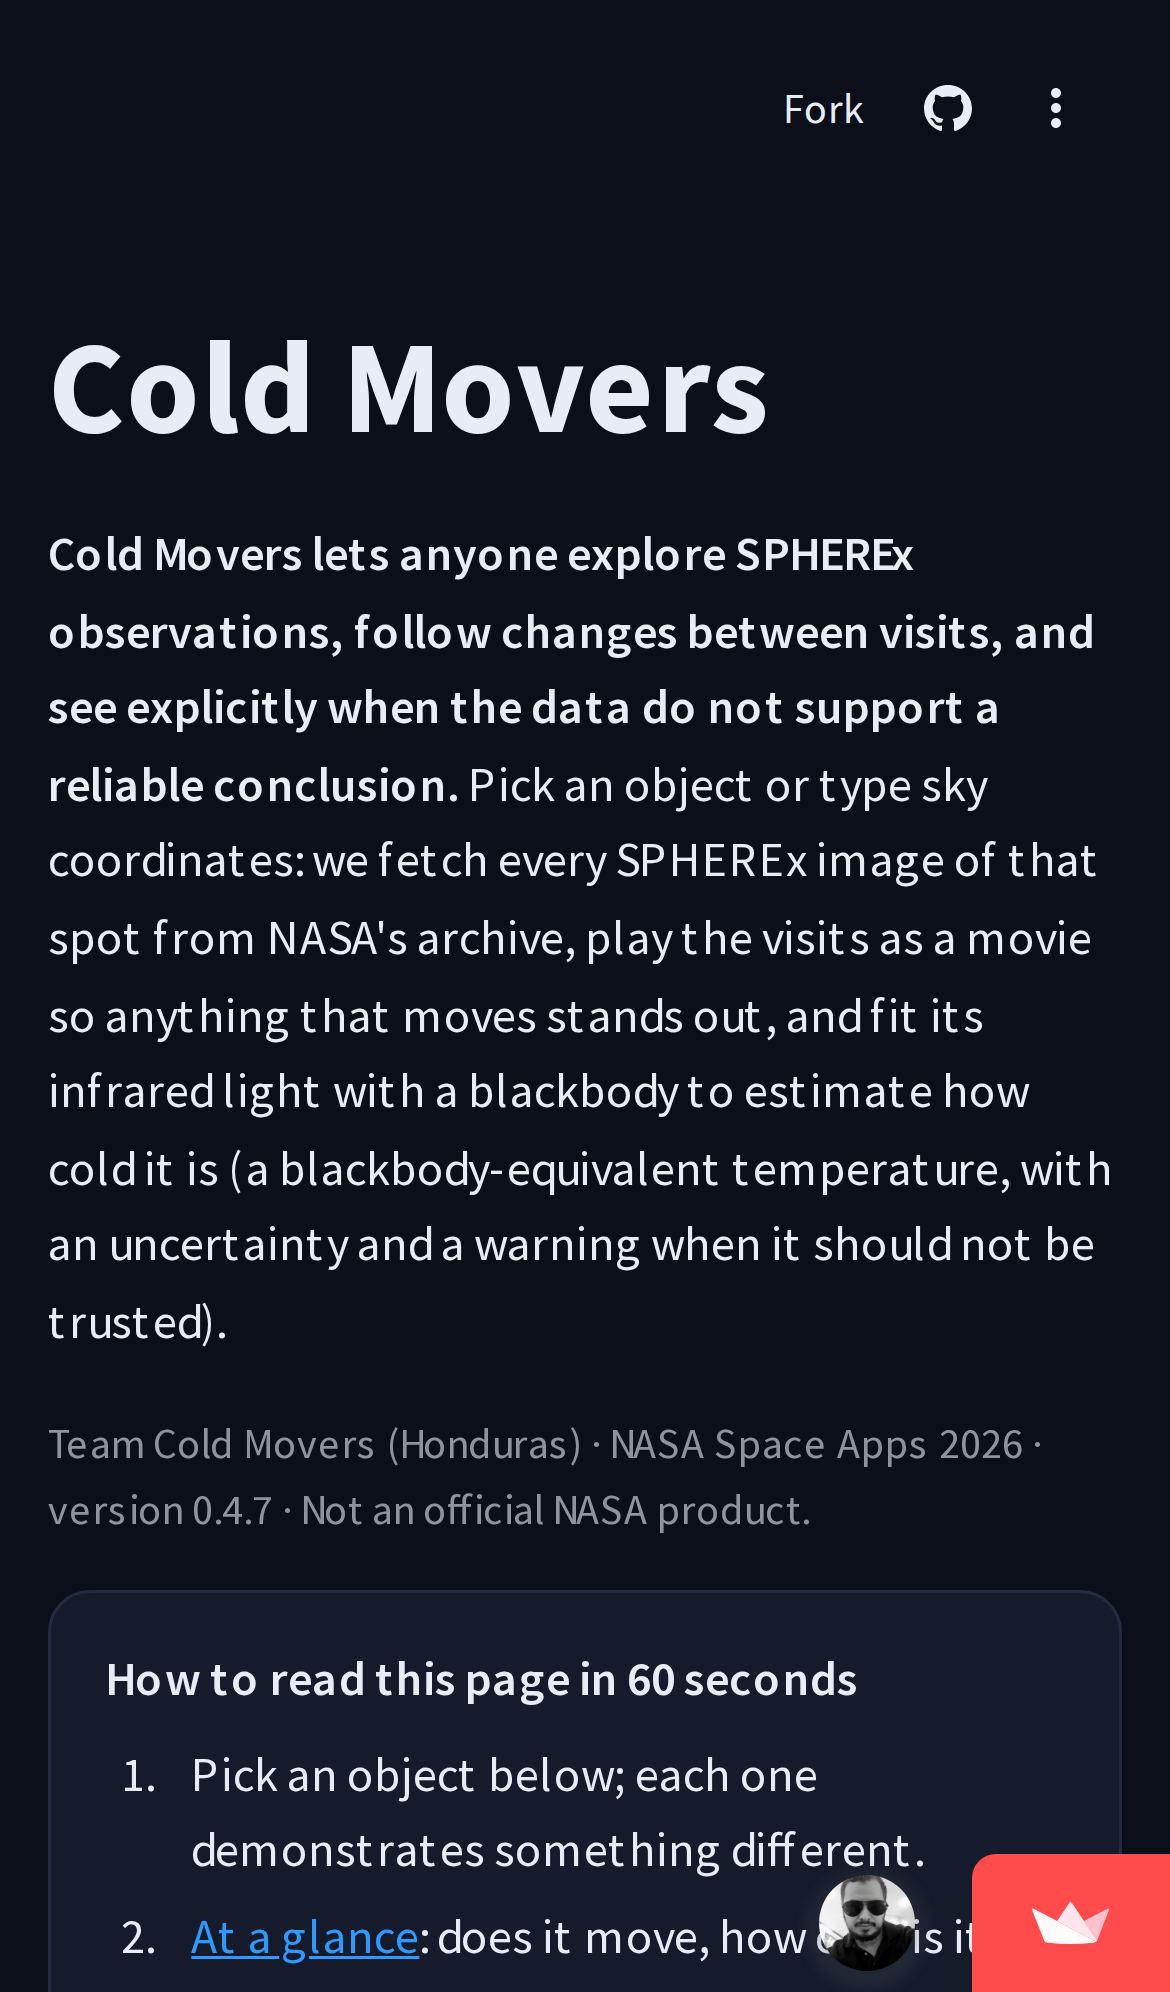 Fork
Cold Movers
Cold Movers lets anyone explore SPHEREx
observations, follow changes between visits, and
see explicitly when the data do not support a
reliable conclusion. Pick an object or type sky
coordinates: we fetch every SPHEREx image of that
spot from NASA's archive, play the visits as a movie
so anything that moves stands out, and fit its
infrared light with a blackbody to estimate how
cold it is (a blackbody-equivalent temperature, with
an uncertainty and a warning when it should not be
trusted).
Team Cold Movers (Honduras) · NASA Space Apps 2026 ·
version 0.4.7 · Not an official NASA product.
How to read this page in 60 seconds
1. Pick an object below; each one
demonstrates something different.
2. At a glance: does it move, how is it